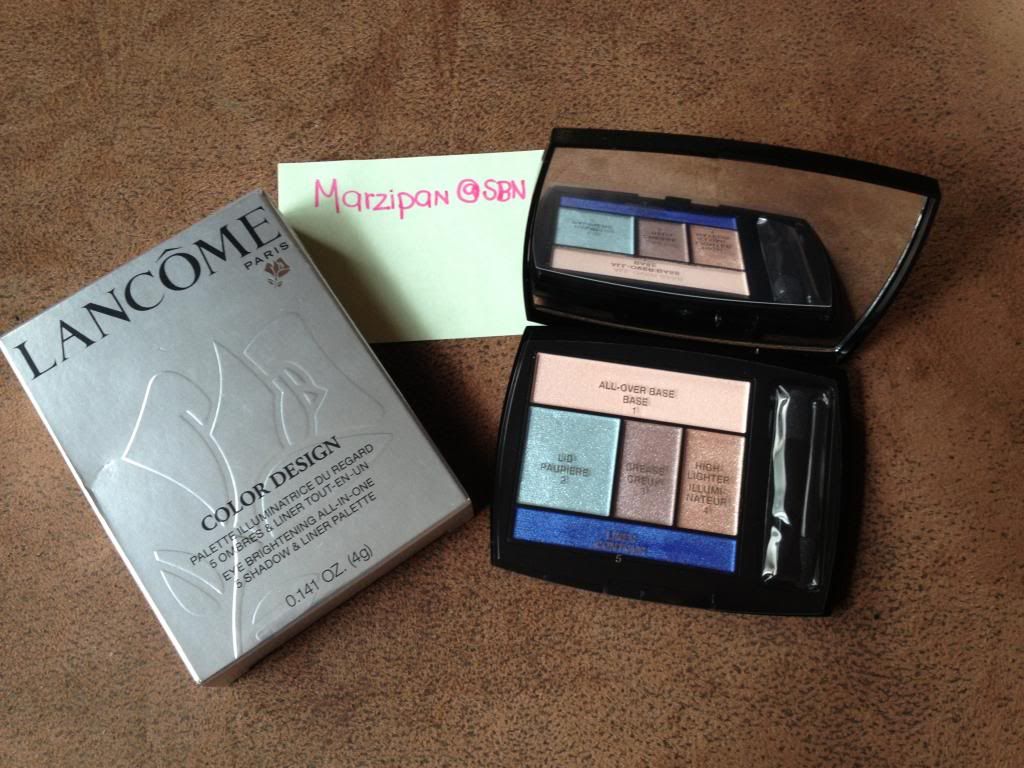 LANCÔME
PARIS
COLOR DESIGN
PALETTE ILLUMINATRICE DU REGARD
5 OMBRES & LINER TOUT-EN-UN
EYE BRIGHTENING ALL-IN-ONE
5 SHADOW & LINER PALETTE
0.141 OZ. (4g)
Marzipan @SBN
ALL-OVER BASE
BASE
1
LID
PAUPIÈRE
2
CREASE
CREUX
HIGH-
LIGHTER
ILLUMI-
NATEUR
4
LINER
5